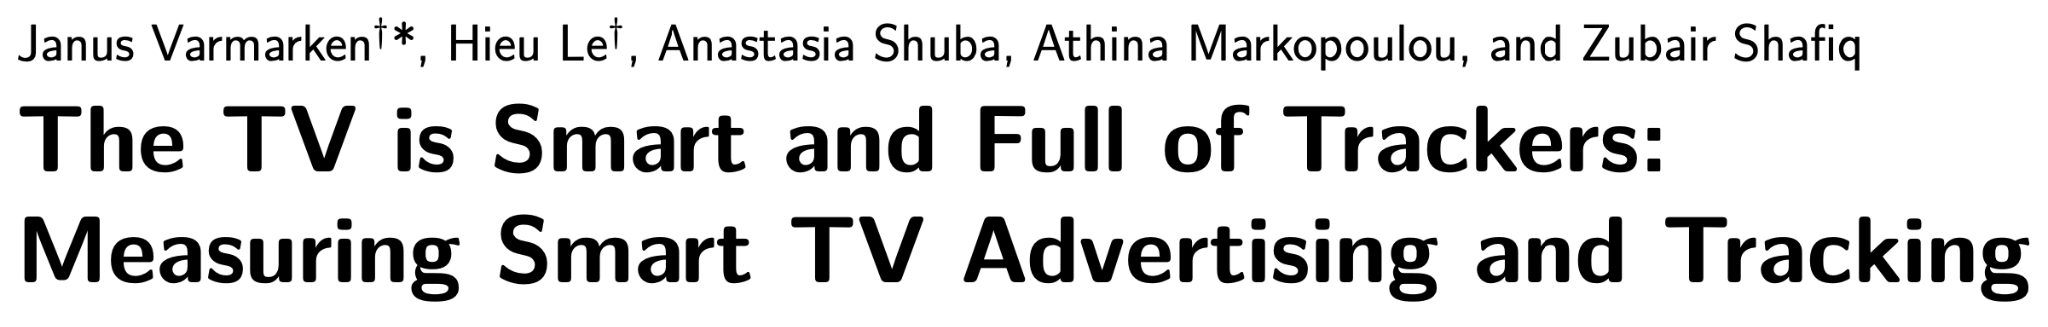 Janus Varmarken†*, Hieu Le†, Anastasia Shuba, Athina Markopoulou, and Zubair Shafiq
The TV is Smart and Full of Trackers:
Measuring Smart TV Advertising and Tracking